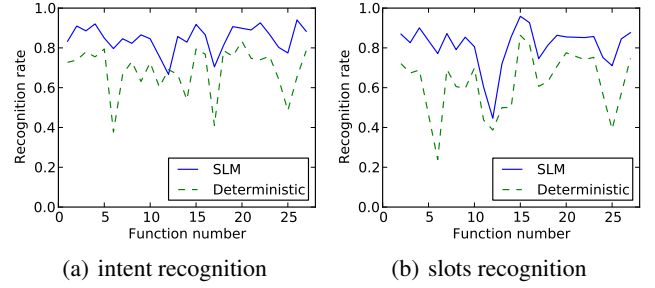 1.0
0.8
0.6
0.4
0.2
0.0
Recognition rate
0 5 10 15 20 25
Function number
SLM
Deterministic
(a) intent recognition
1.0
0.8
0.6
0.4
0.2
0.0
Recognition rate
0 5 10 15 20 25
Function number
SLM
Deterministic
(b) slots recognition